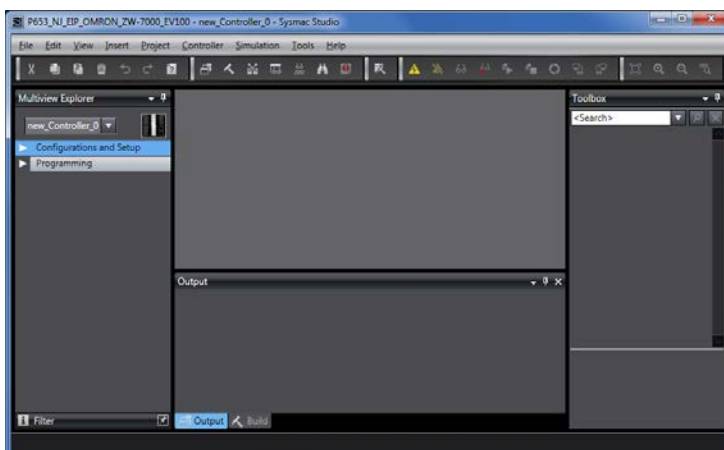 P653_NJ_EIP_OMRON_ZW-7000_EV100 - new_Controller_0 - Sysmac Studio
File Edit View Insert Project Controller Simulation Tools Help
Multiview Explorer
new_Controller_0
Configurations and Setup
Programming
Filter
Output
Output
Build
Toolbox
<Search>